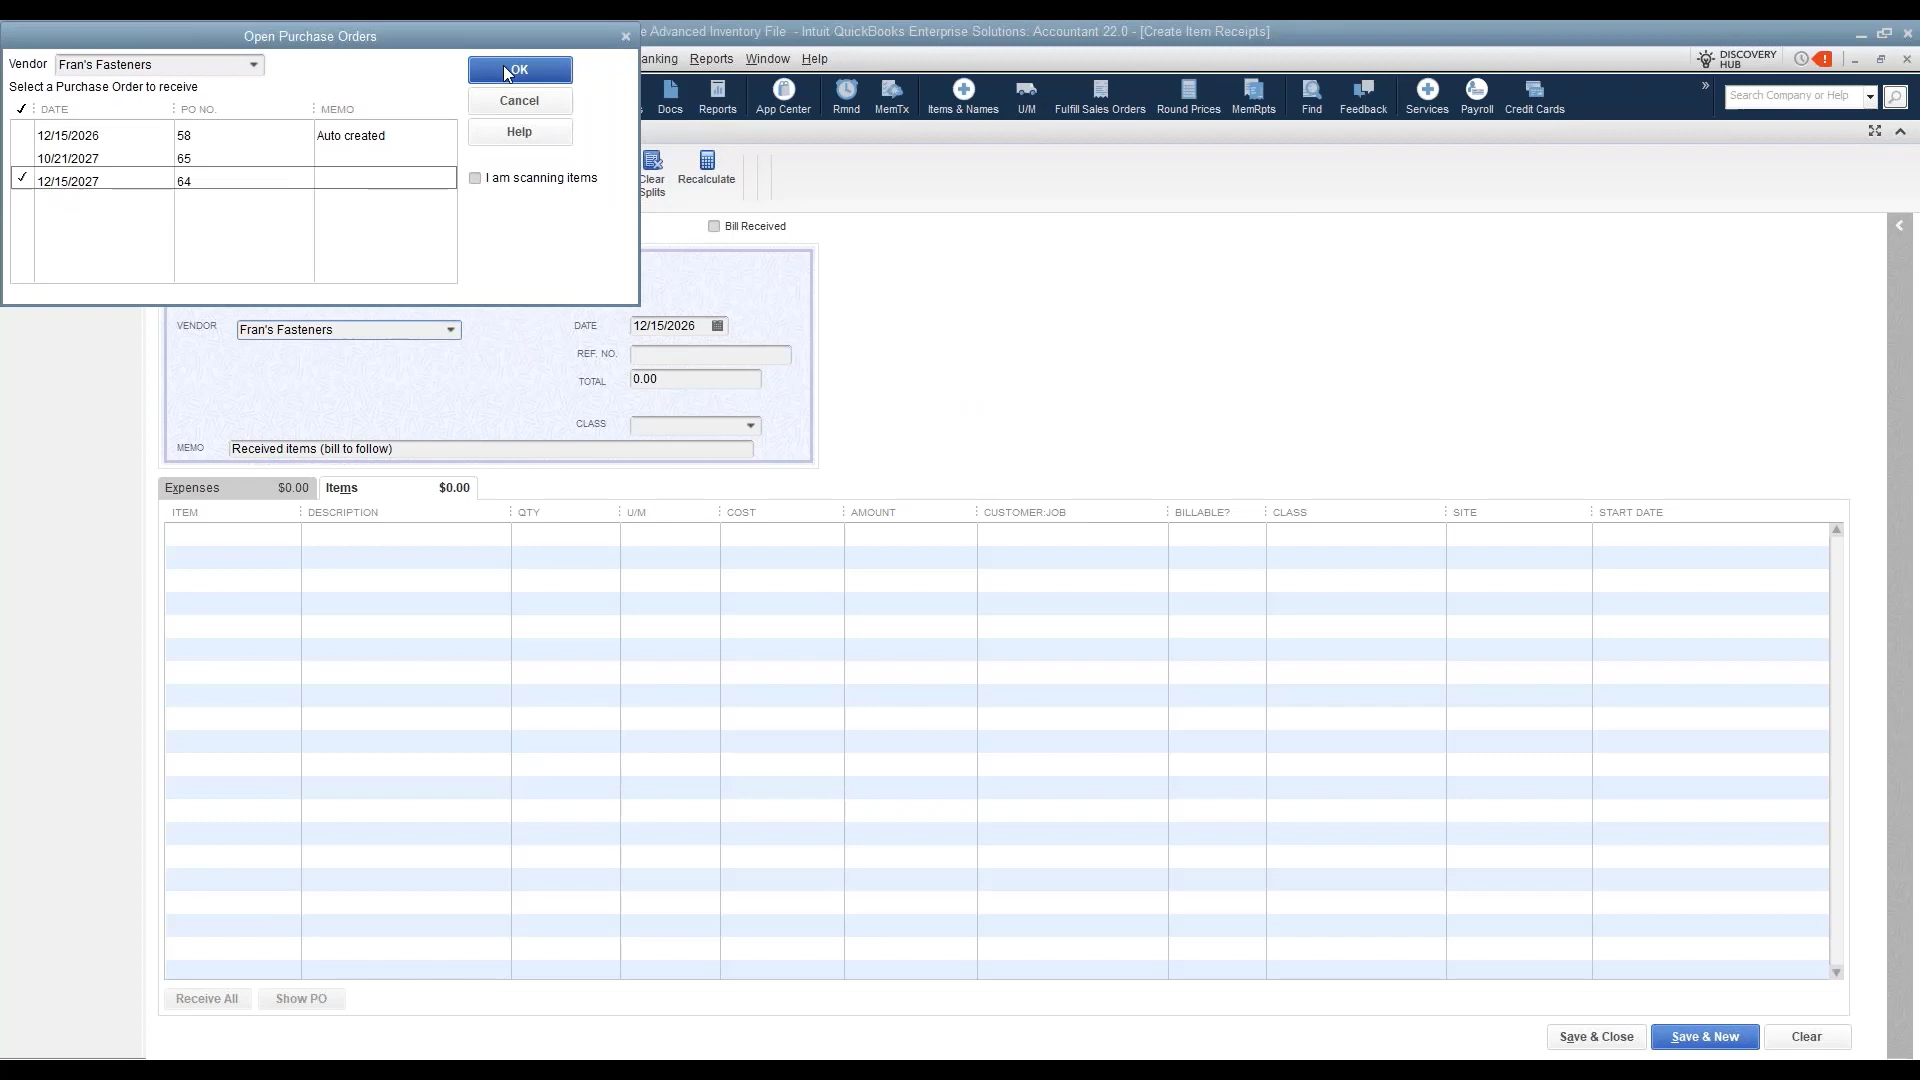 Open Purchase Orders
e Advanced Inventory File - Intuit QuickBooks Enterprise Solutions: Accountant 22.0 - [Create Item Receipts]
anking Reports Window Help
DISCOVERY
HUB
Docs Reports App Center Rmnd MemTx Items & Names U/M Fulfill Sales Orders Round Prices MemRpts Find Feedback Services Payroll Credit Cards
Search Company or Help
Vendor Fran's Fasteners
Select a Purchase Order to receive
DATE PO NO. MEMO
12/15/2026 58 Auto created
10/21/2027 65
12/15/2027 64
OK
Cancel
Help
I am scanning items
Clear
Splits
Recalculate
Bill Received
VENDOR Fran's Fasteners
DATE 12/15/2026
REF. NO.
TOTAL 0.00
CLASS
MEMO Received items (bill to follow)
Expenses $0.00 Items $0.00
ITEM DESCRIPTION QTY U/M COST AMOUNT CUSTOMER:JOB BILLABLE? CLASS SITE START DATE
Receive All Show PO
Save & Close Save & New Clear